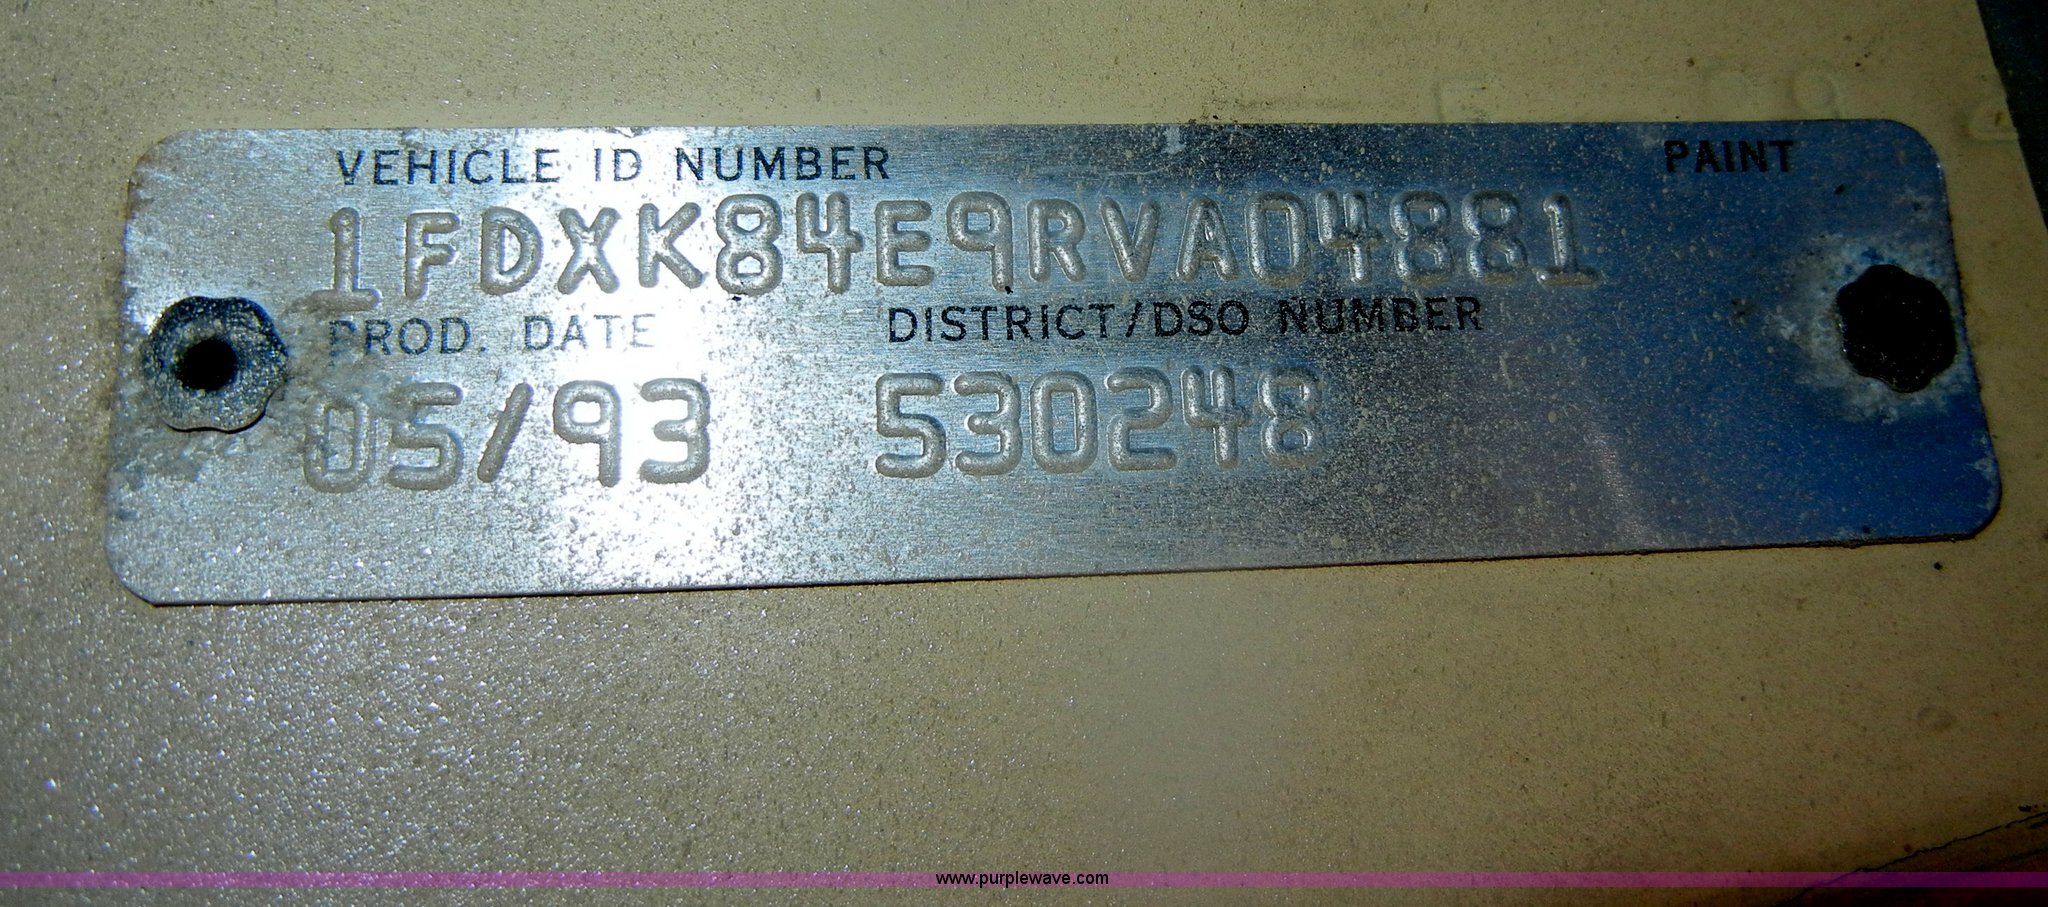 VEHICLE ID NUMBER PAINT
1FDXK84E9RVA04881
PROD. DATE DISTRICT/DSO NUMBER
05/93 530248
www.purplewave.com